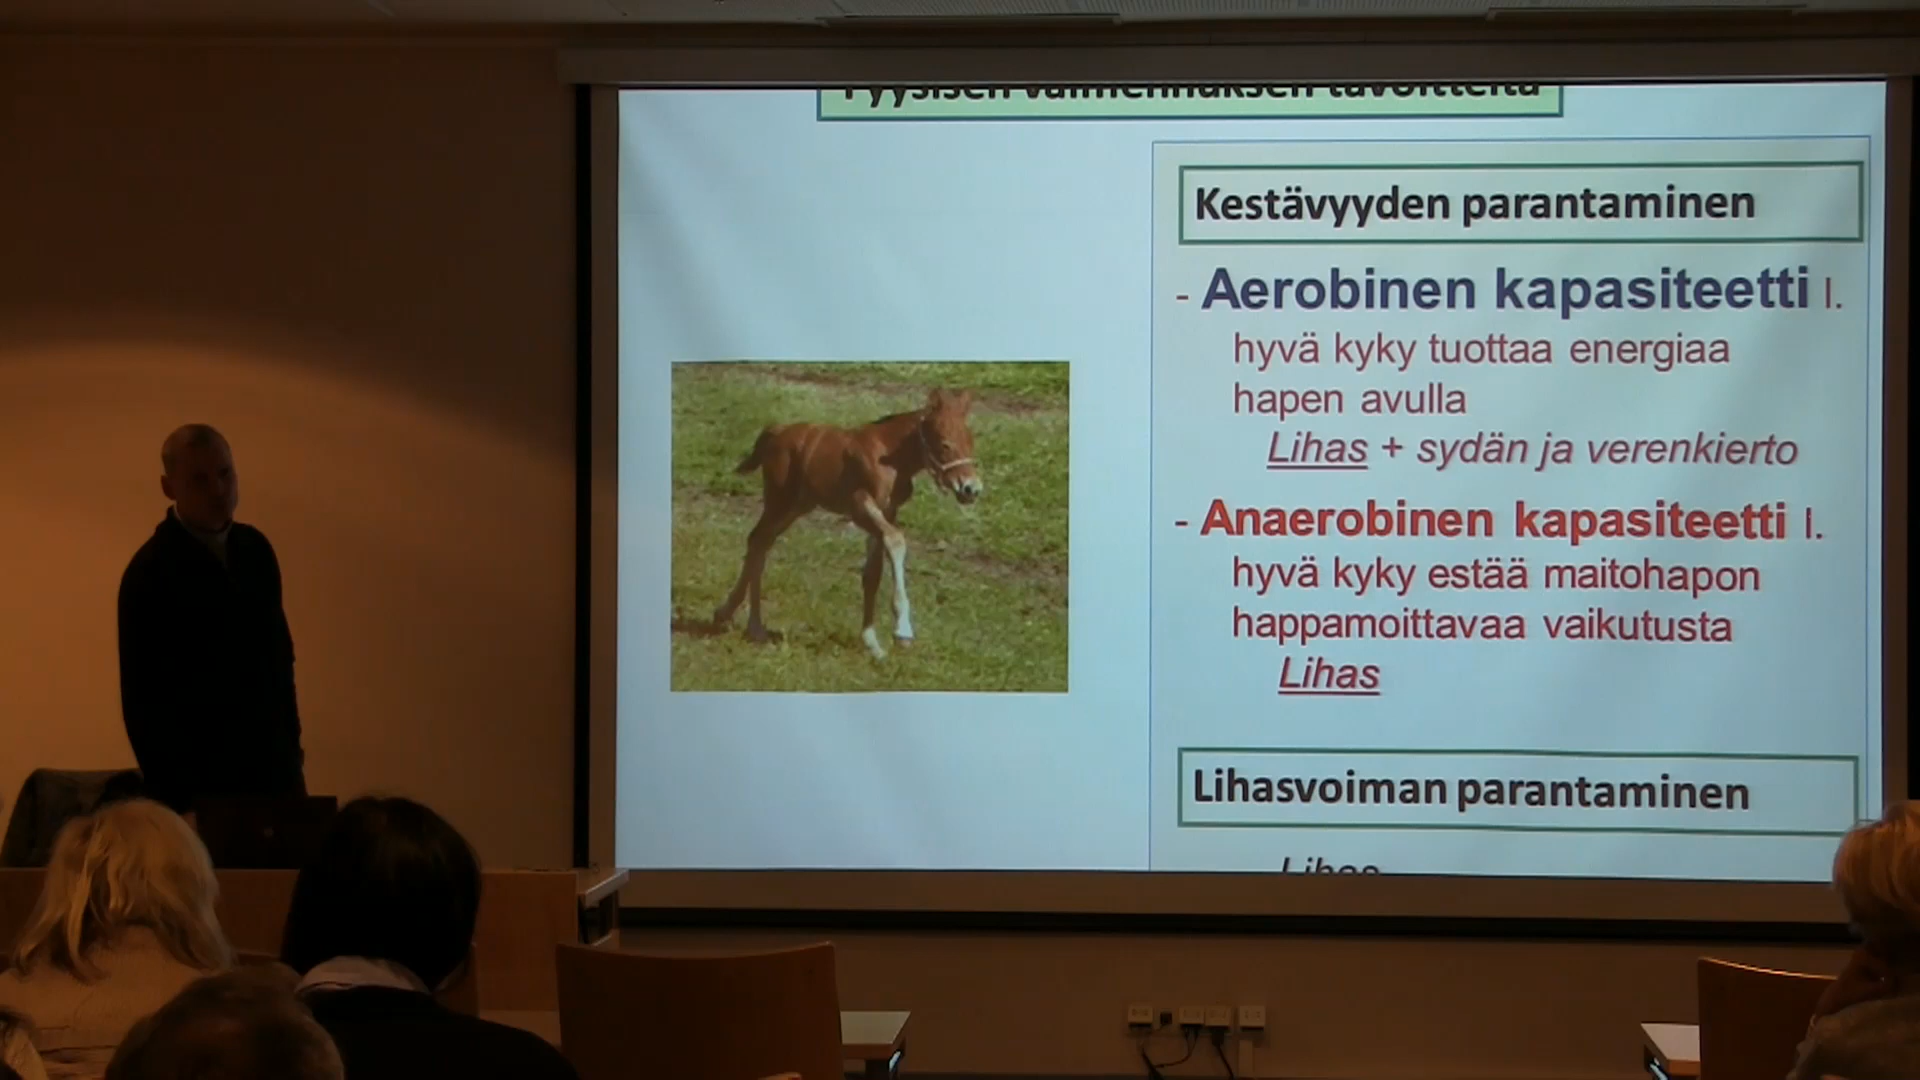 Fyysisen valmennuksen tavoitteita
Kestävyyden parantaminen
- Aerobinen kapasiteetti l.
hyvä kyky tuottaa energiaa
hapen avulla
Lihas + sydän ja verenkierto
- Anaerobinen kapasiteetti l.
hyvä kyky estää maitohapon
happamoittavaa vaikutusta
Lihas
Lihasvoiman parantaminen
Lihas